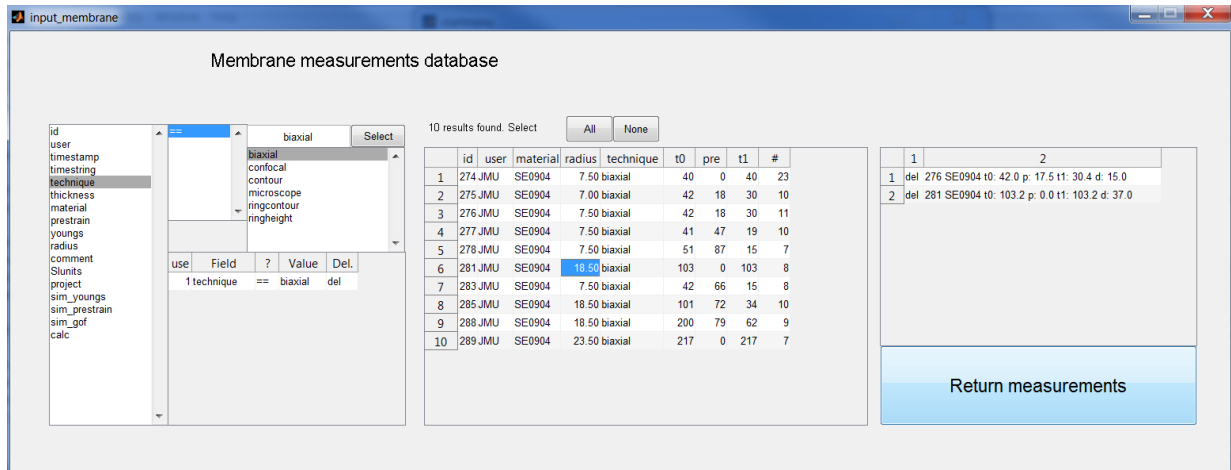 input_membrane
Membrane measurements database
id
user
timestamp
timestring
technique
thickness
material
prestrain
youngs
radius
comment
SIunits
project
sim_youngs
sim_prestrain
sim_gof
calc
==
biaxial Select
biaxial
confocal
contour
microscope
ringcontour
ringheight
use Field ? Value Del.
1 technique == biaxial del
10 results found. Select All None
id user material radius technique t0 pre t1 #
1 274 JMU SE0904 7.50 biaxial 40 0 40 23
2 275 JMU SE0904 7.00 biaxial 42 18 30 10
3 276 JMU SE0904 7.50 biaxial 42 18 30 11
4 277 JMU SE0904 7.50 biaxial 41 47 19 10
5 278 JMU SE0904 7.50 biaxial 51 87 15 7
6 281 JMU SE0904 18.50 biaxial 103 0 103 8
7 283 JMU SE0904 7.50 biaxial 42 66 15 8
8 285 JMU SE0904 18.50 biaxial 101 72 34 10
9 288 JMU SE0904 18.50 biaxial 200 79 62 9
10 289 JMU SE0904 23.50 biaxial 217 0 217 7
1 2
1 del 276 SE0904 t0: 42.0 p: 17.5 t1: 30.4 d: 15.0
2 del 281 SE0904 t0: 103.2 p: 0.0 t1: 103.2 d: 37.0
Return measurements